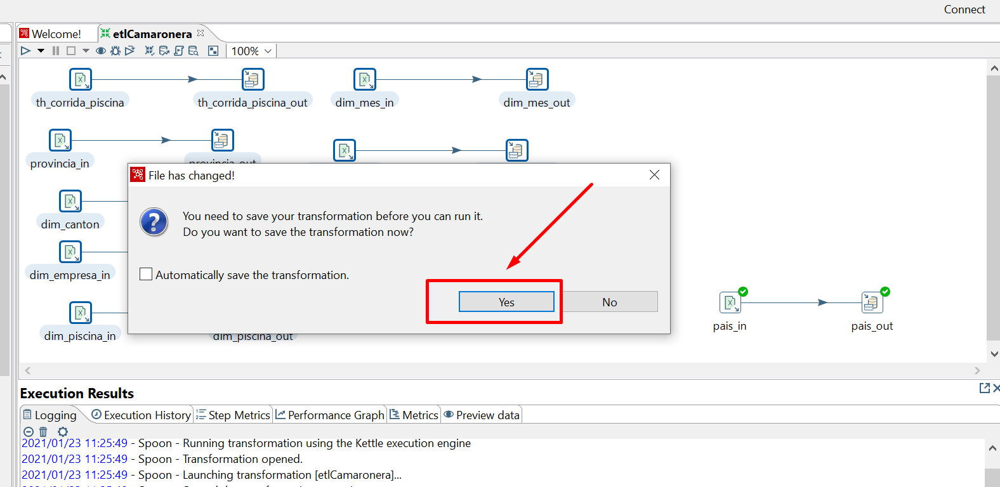 Connect
Welcome!
etlCamaronera
100%
th_corrida_piscina
th_corrida_piscina_out
dim_mes_in
dim_mes_out
provincia_in
provincia_out
File has changed!
You need to save your transformation before you can run it.
Do you want to save the transformation now?
Automatically save the transformation.
Yes
No
dim_canton
dim_empresa_in
dim_piscina_in
dim_piscina_out
pais_in
pais_out
Execution Results
Logging
Execution History
Step Metrics
Performance Graph
Metrics
Preview data
2021/01/23 11:25:49 - Spoon - Running transformation using the Kettle execution engine
2021/01/23 11:25:49 - Spoon - Transformation opened.
2021/01/23 11:25:49 - Spoon - Launching transformation [etlCamaronera]...